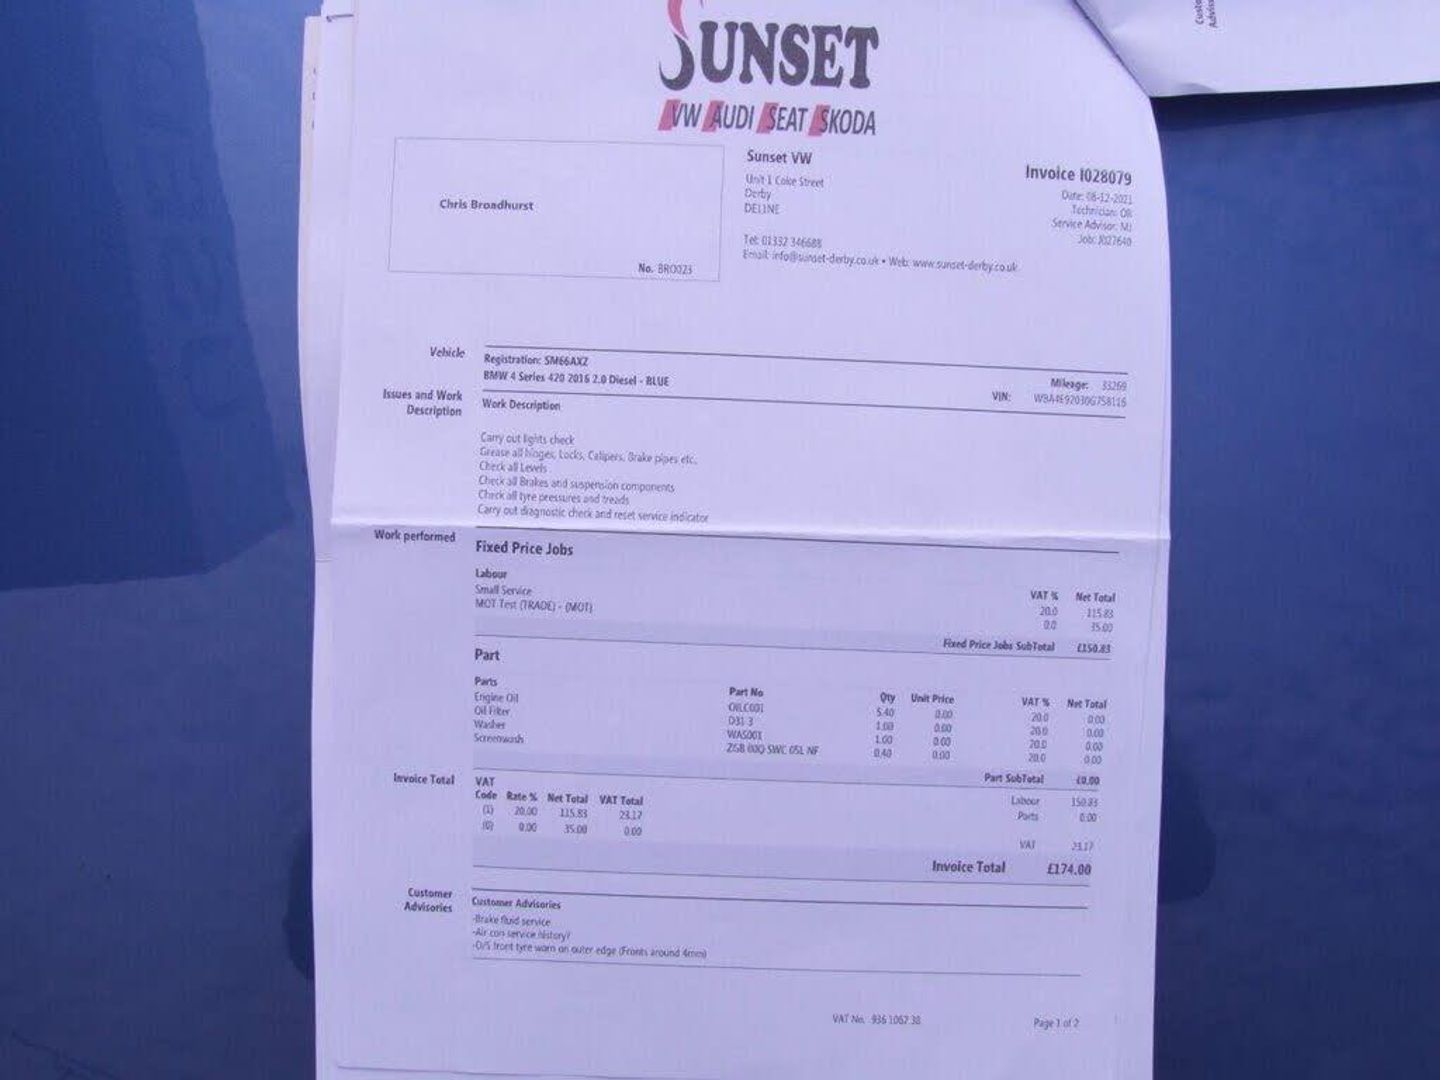 SUNSET
VW AUDI SEAT SKODA
Chris Broadhurst
No. BRO023
Sunset VW
Unit 1 Coke Street
Derby
DE11NE
Tel: 01332 346688
Email: info@sunset-derby.co.uk • Web: www.sunset-derby.co.uk
Invoice I028079
Date: 08-12-2021
Technician: OR
Service Advisor: MJ
Job: J027640
Vehicle
Registration: SM66AXZ
BMW 4 Series 420 2016 2.0 Diesel - BLUE
Mileage: 33269
VIN: WBA4E92030G758116
Issues and Work Description
Work Description
Carry out lights check
Grease all hinges, Locks, Calipers, Brake pipes etc.
Check all Levels
Check all Brakes and suspension components
Check all tyre pressures and treads
Carry out diagnostic check and reset service indicator
Work performed
Fixed Price Jobs
Labour VAT % Net Total
Small Service 20.0 115.83
MOT Test (TRADE) - (MOT) 0.0 35.00
Fixed Price Jobs SubTotal £150.83
Part
Parts Part No Qty Unit Price VAT % Net Total
Engine Oil OILC001 5.40 0.00 20.0 0.00
Oil Filter D31 3 1.00 0.00 20.0 0.00
Washer WAS001 1.00 0.00 20.0 0.00
Screenwash ZGB 00Q SWC 05L NF 0.40 0.00 20.0 0.00
Part SubTotal £0.00
Invoice Total
VAT
Code Rate % Net Total VAT Total
(1) 20.00 115.83 23.17
(0) 0.00 35.00 0.00
Labour 150.83
Parts 0.00
VAT 23.17
Invoice Total £174.00
Customer Advisories
Customer Advisories
-Brake fluid service
-Air con service history?
-O/S front tyre worn on outer edge (Fronts around 4mm)
VAT No. 936 1067 38
Page 1 of 2